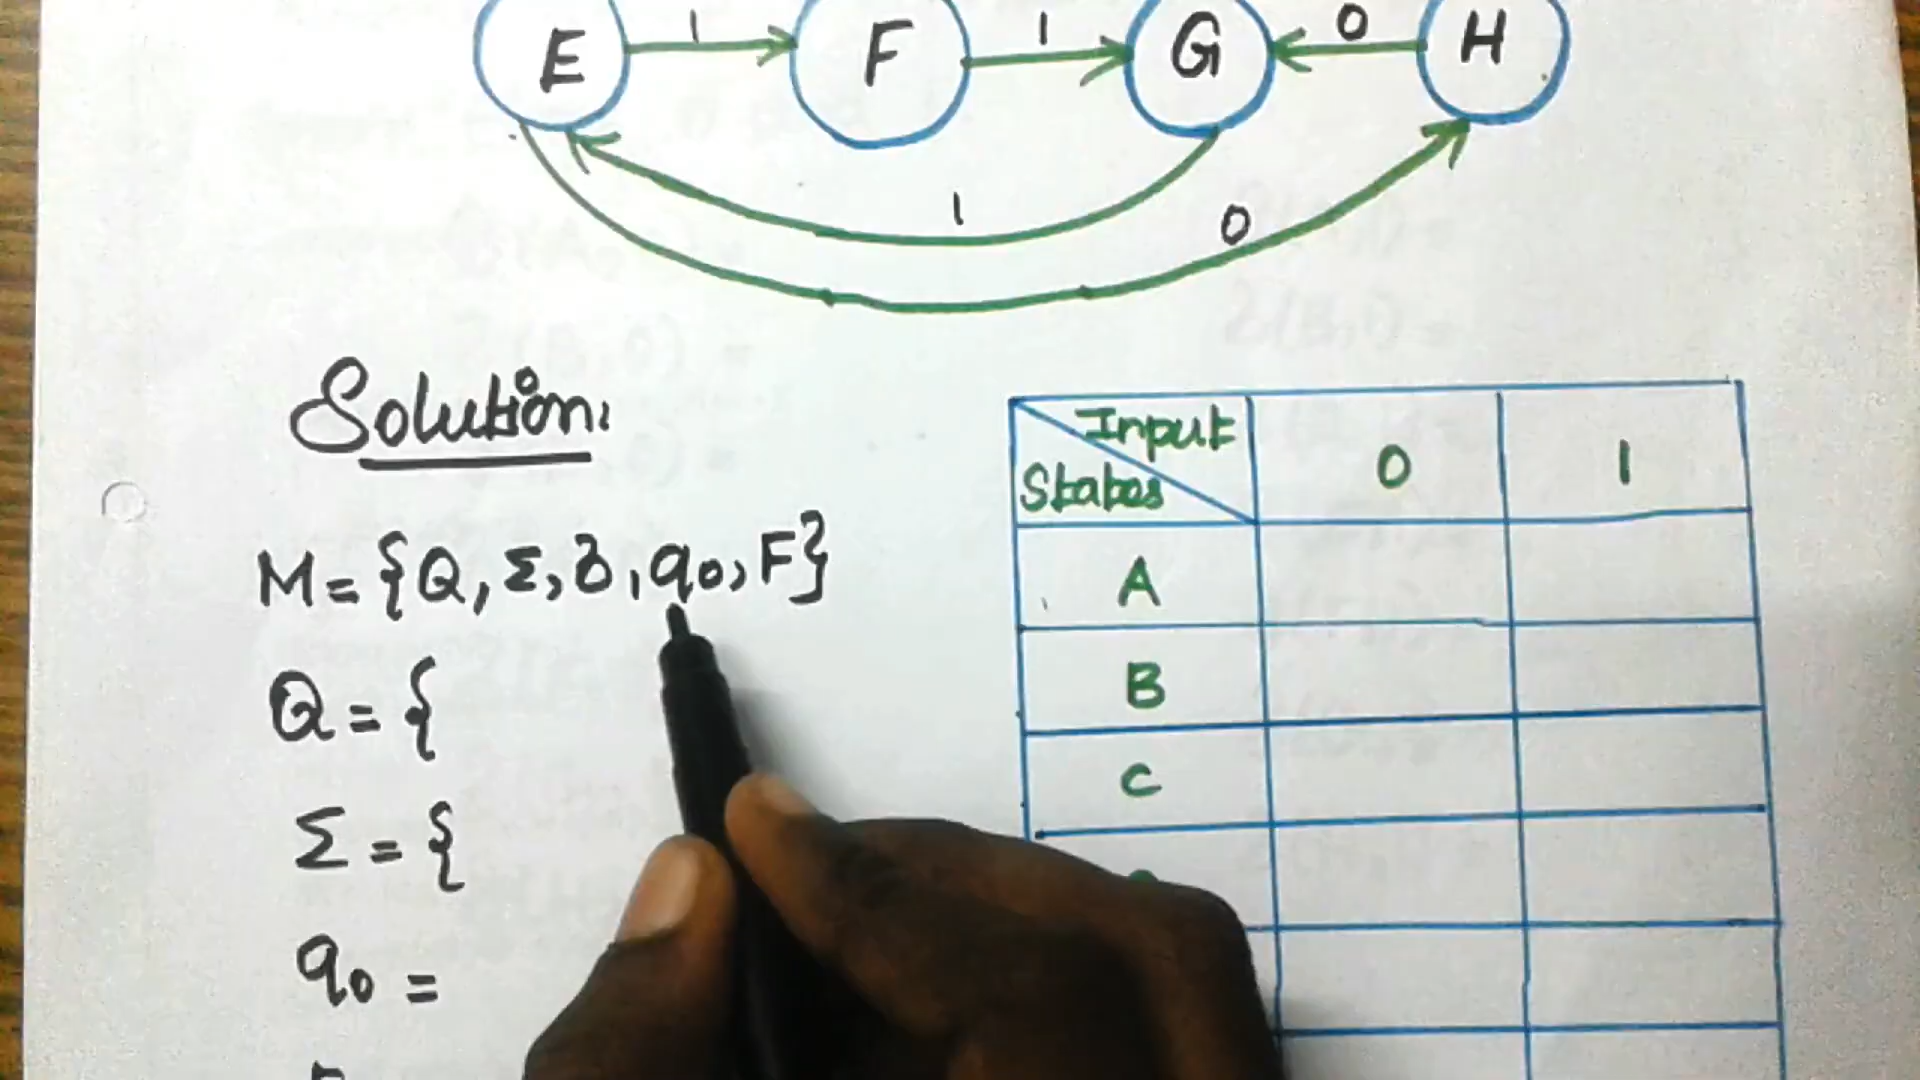 E 1 F 1 G 0 H
1
0
Solution:
M = {Q, Σ, δ, q0, F}
Q = {
Σ = {
q0 =
Input
States
0 1
A
B
C